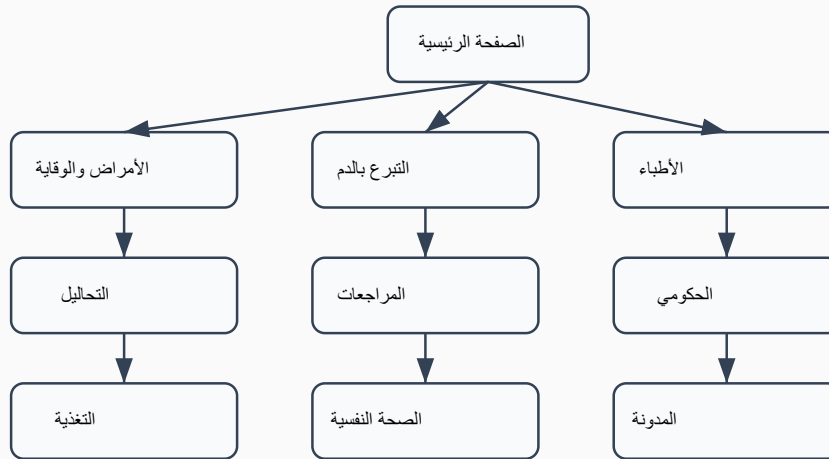 الصفحة الرئيسية
الأمراض والوقاية
التبرع بالدم
الأطباء
التحاليل
المراجعات
الحكومي
التغذية
الصحة النفسية
المدونة